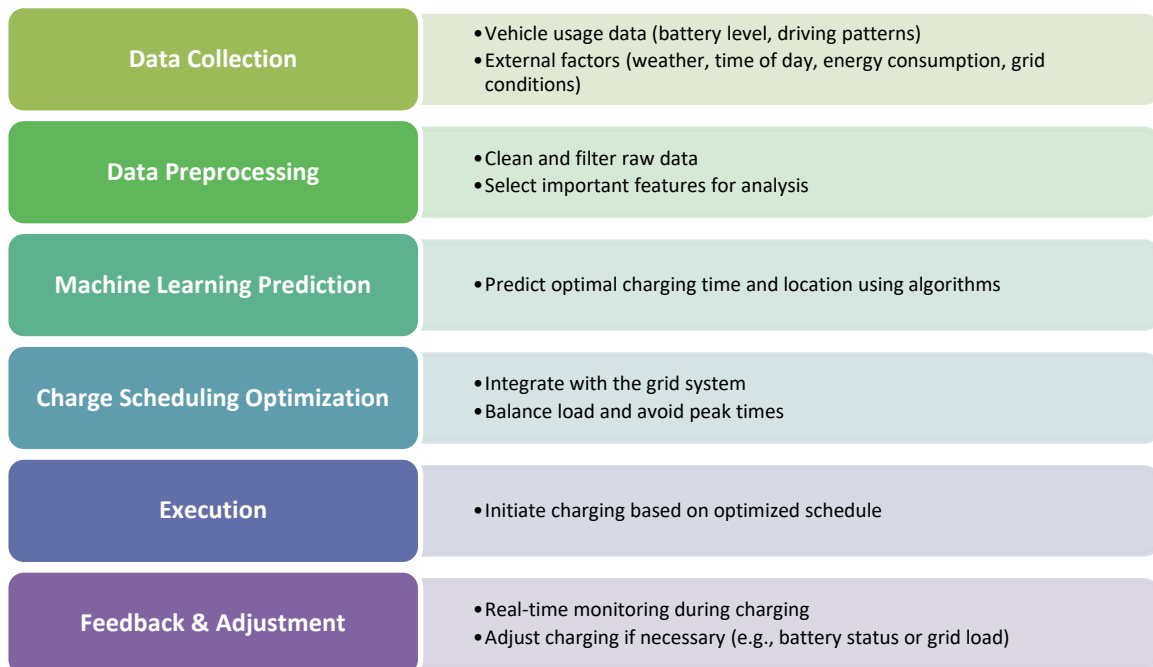 Data Collection
•Vehicle usage data (battery level, driving patterns)
•External factors (weather, time of day, energy consumption, grid
conditions)
Data Preprocessing
•Clean and filter raw data
•Select important features for analysis
Machine Learning Prediction
•Predict optimal charging time and location using algorithms
Charge Scheduling Optimization
•Integrate with the grid system
•Balance load and avoid peak times
Execution
•Initiate charging based on optimized schedule
Feedback & Adjustment
•Real-time monitoring during charging
•Adjust charging if necessary (e.g., battery status or grid load)